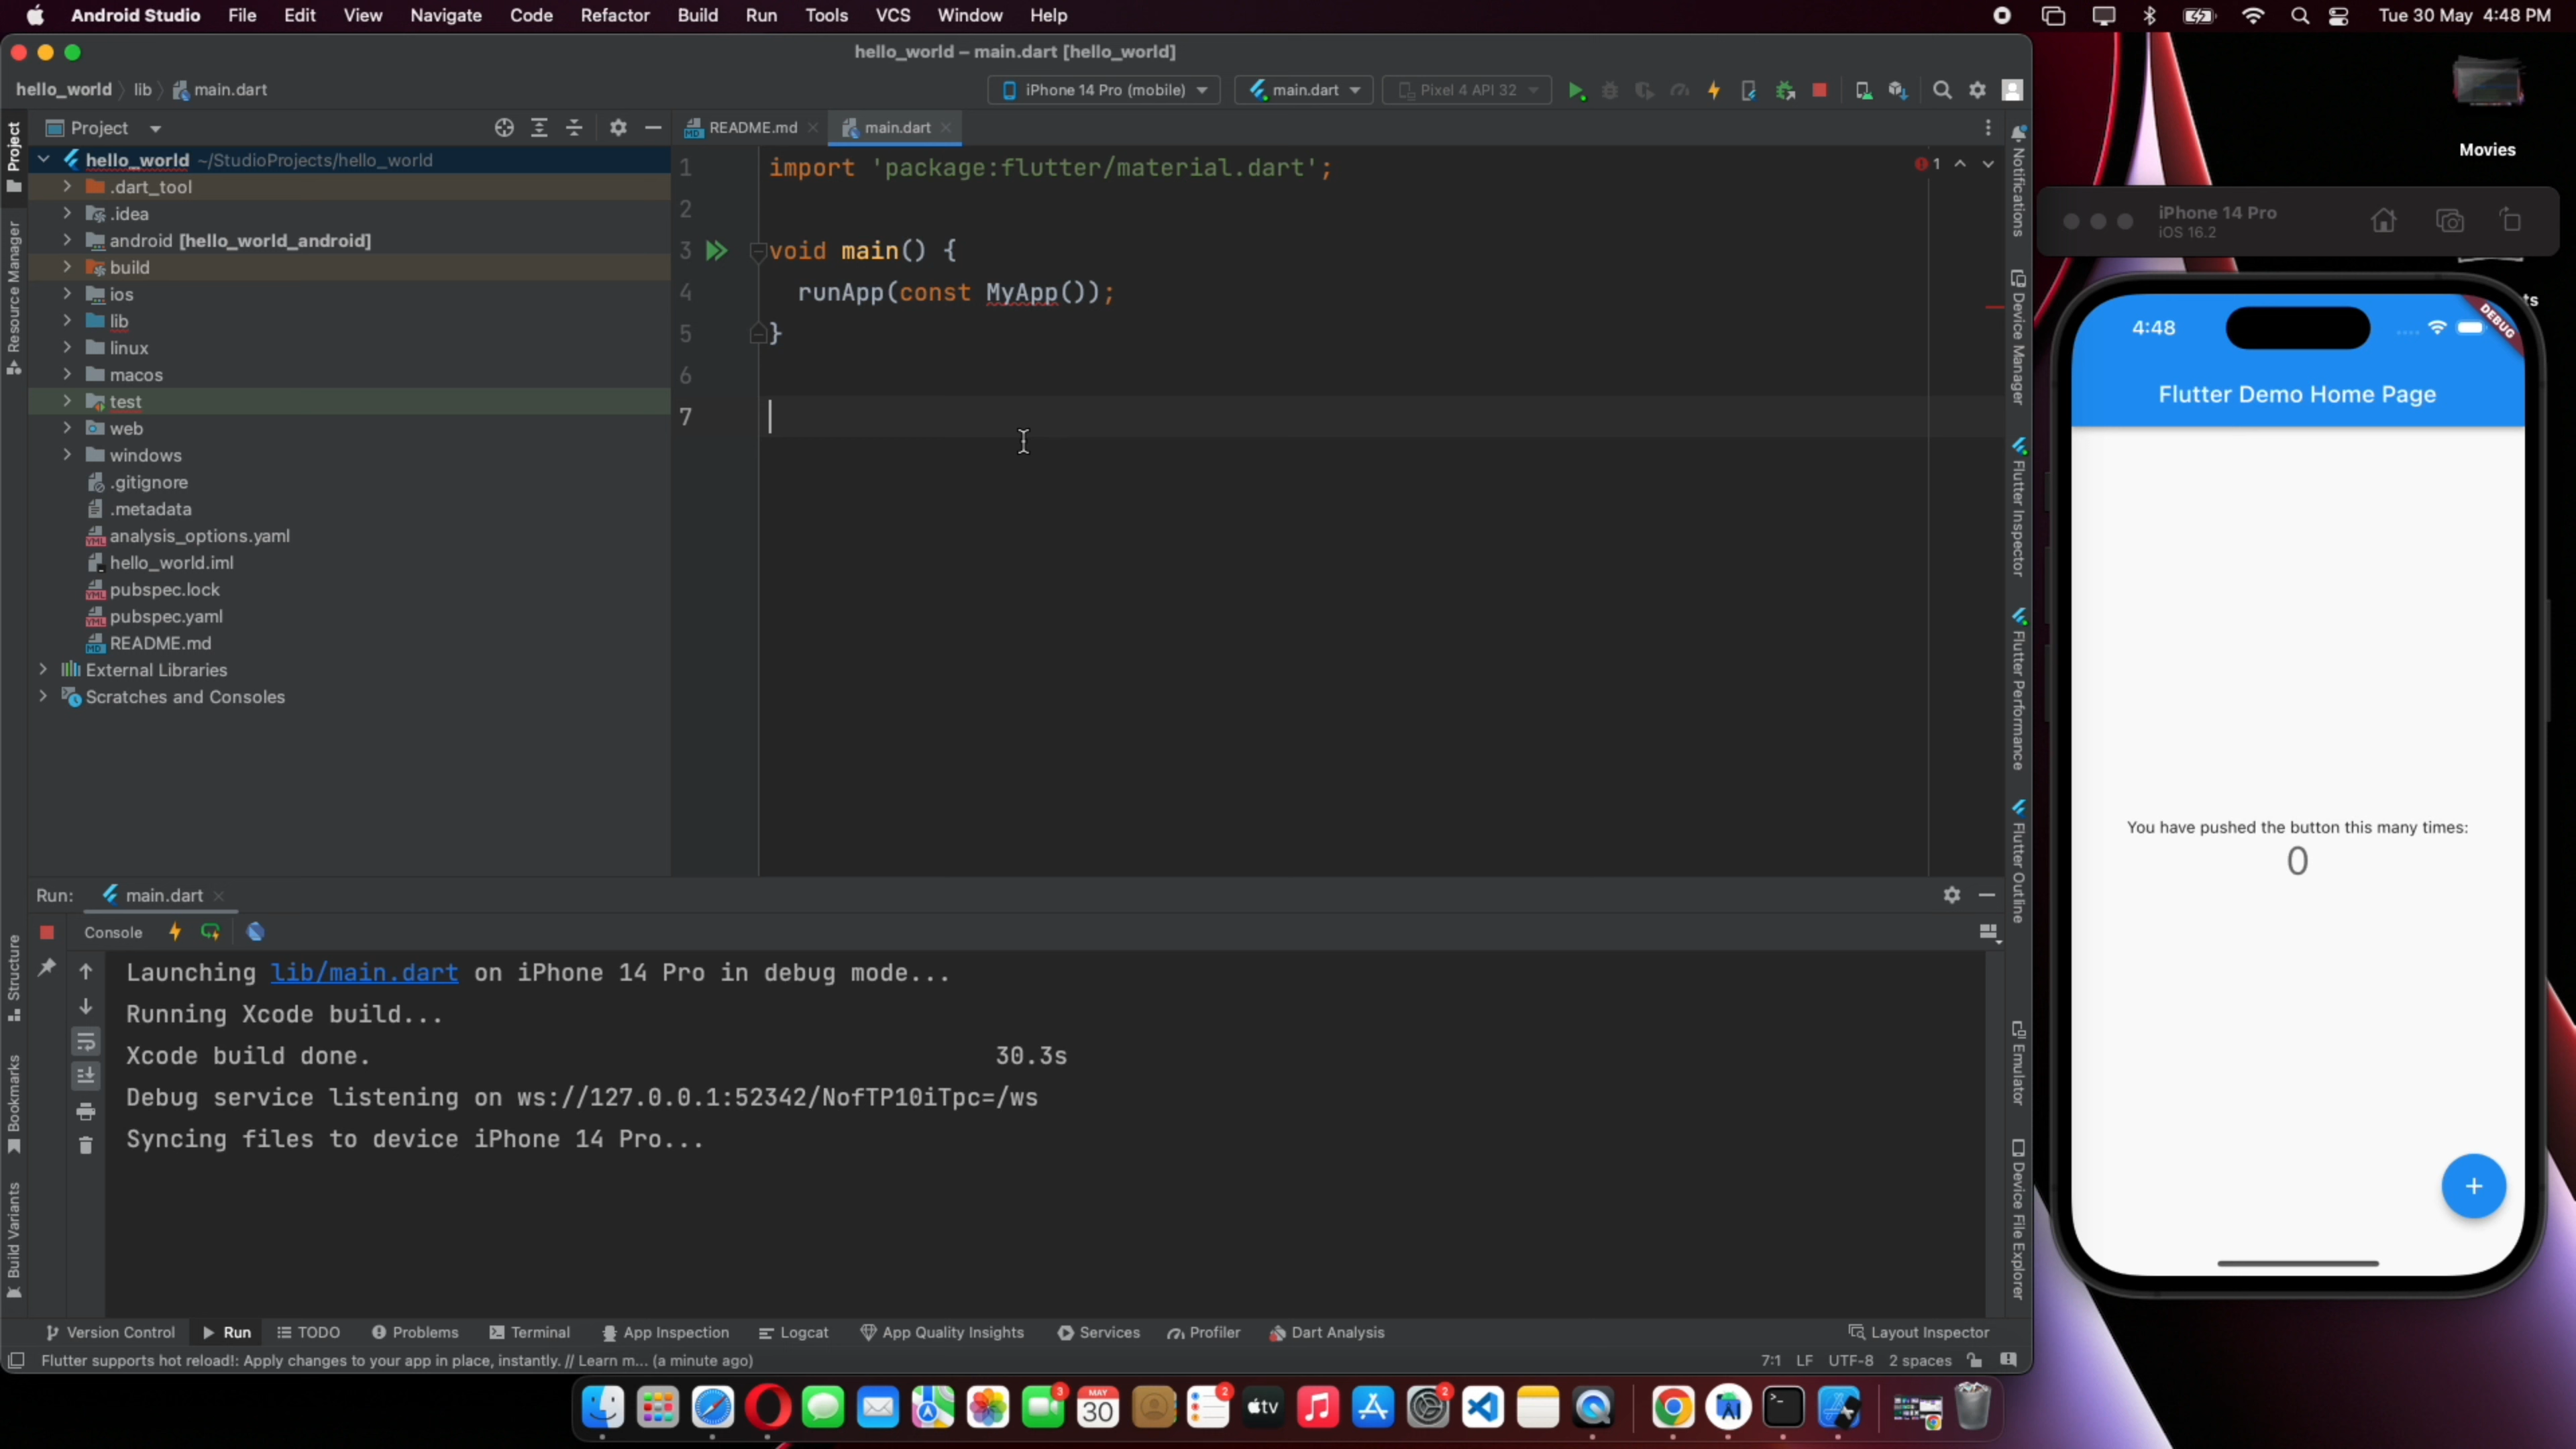 Android Studio File Edit View Navigate Code Refactor Build Run Tools VCS Window Help Tue 30 May 4:48 PM
hello_world – main.dart [hello_world]
hello_world lib main.dart iPhone 14 Pro (mobile) main.dart Pixel 4 API 32
Project README.md main.dart
Project
Resource Manager
Structure
Bookmarks
Build Variants
hello_world ~/StudioProjects/hello_world
.dart_tool
.idea
android [hello_world_android]
build
ios
lib
linux
macos
test
web
windows
.gitignore
.metadata
analysis_options.yaml
hello_world.iml
pubspec.lock
pubspec.yaml
README.md
External Libraries
Scratches and Consoles
1 import 'package:flutter/material.dart';
2
3 void main() {
4 runApp(const MyApp());
5 }
6
7
1
Notifications
Device Manager
Flutter Inspector
Flutter Performance
Flutter Outline
Emulator
Device File Explorer
Run: main.dart
Console
Launching lib/main.dart on iPhone 14 Pro in debug mode...
Running Xcode build...
Xcode build done. 30.3s
Debug service listening on ws://127.0.0.1:52342/NofTP10iTpc=/ws
Syncing files to device iPhone 14 Pro...
Version Control Run TODO Problems Terminal App Inspection Logcat App Quality Insights Services Profiler Dart Analysis Layout Inspector
Flutter supports hot reload!: Apply changes to your app in place, instantly. // Learn m... (a minute ago) 7:1 LF UTF-8 2 spaces
Movies
iPhone 14 Pro
iOS 16.2
ts
4:48
DEBUG
Flutter Demo Home Page
You have pushed the button this many times:
0
+
3 MAY 30 2 tv 2